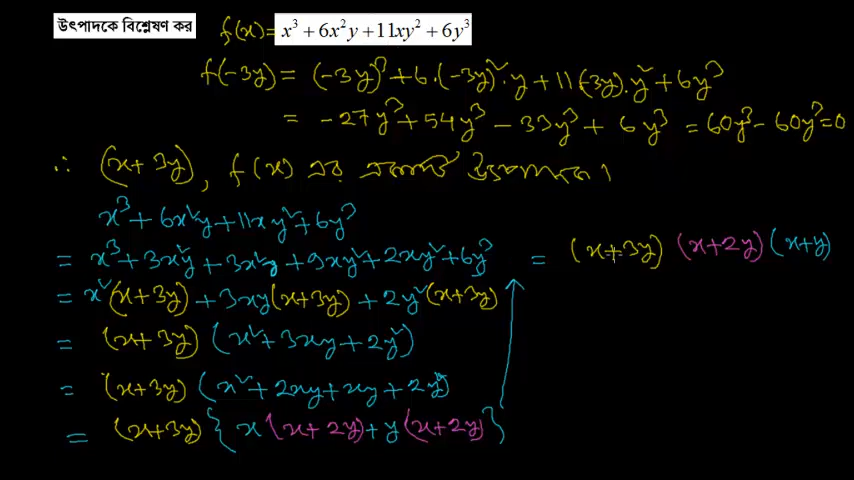 উৎপাদকে বিশ্লেষণ কর f(x)= x³ + 6x²y + 11xy² + 6y³
f(-3y) = (-3y)³ + 6·(-3y)²·y + 11(-3y)·y² + 6y³
= -27y³ + 54y³ - 33y³ + 6y³ = 60y³ - 60y³ = 0
∴ (x+3y), f(x) এর একটি উৎপাদক।
x³ + 6x²y + 11xy² + 6y³
= x³ + 3x²y + 3x²y + 9xy² + 2xy² + 6y³
= x²(x+3y) + 3xy(x+3y) + 2y²(x+3y)
= (x+3y) (x² + 3xy + 2y²)
= (x+3y) (x² + 2xy + xy + 2y²)
= (x+3y) { x (x+2y) + y (x+2y) }
= (x+3y) (x+2y) (x+y)